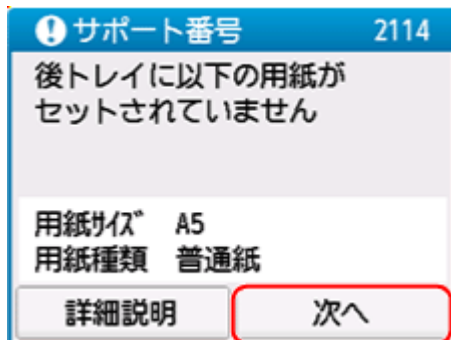 サポート番号 2114
後トレイに以下の用紙が
セットされていません
用紙ｻｲｽﾞ A5
用紙種類 普通紙
詳細説明 次へ